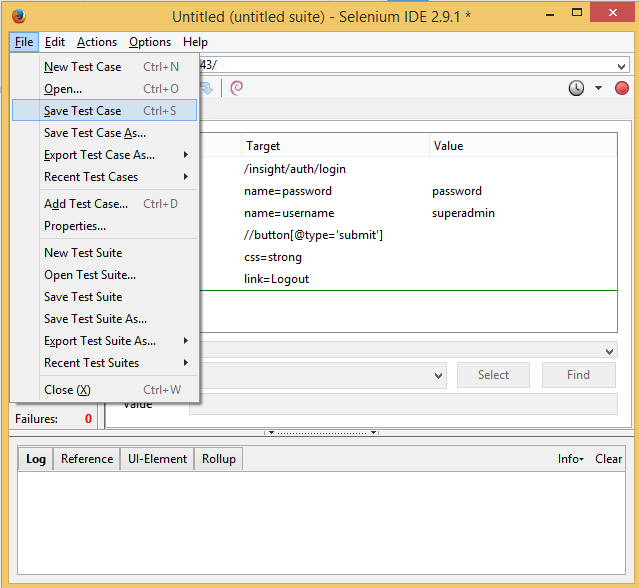 Untitled (untitled suite) - Selenium IDE 2.9.1 *
File Edit Actions Options Help
43/
New Test Case Ctrl+N
Open... Ctrl+O
Save Test Case Ctrl+S
Save Test Case As...
Export Test Case As...
Recent Test Cases
Add Test Case... Ctrl+D
Properties...
New Test Suite
Open Test Suite...
Save Test Suite
Save Test Suite As...
Export Test Suite As...
Recent Test Suites
Close (X) Ctrl+W
Target Value
/insight/auth/login
name=password password
name=username superadmin
//button[@type='submit']
css=strong
link=Logout
Select Find
Value
Failures: 0
Log Reference UI-Element Rollup Info Clear